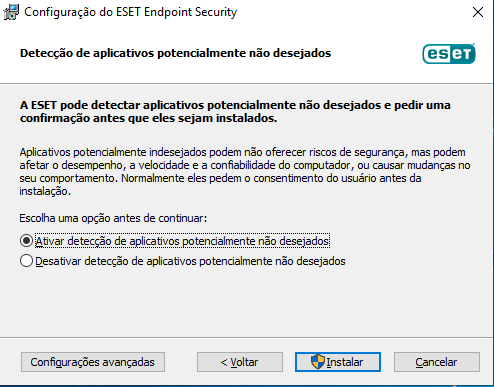 Configuração do ESET Endpoint Security
Detecção de aplicativos potencialmente não desejados
eseT
A ESET pode detectar aplicativos potencialmente não desejados e pedir uma
confirmação antes que eles sejam instalados.
Aplicativos potencialmente indesejados podem não oferecer riscos de segurança, mas podem
afetar o desempenho, a velocidade e a confiabilidade do computador, ou causar mudanças no
seu comportamento. Normalmente eles pedem o consentimento do usuário antes da
instalação.
Escolha uma opção antes de continuar:
Ativar detecção de aplicativos potencialmente não desejados
Desativar detecção de aplicativos potencialmente não desejados
Configurações avançadas
< Voltar
Instalar
Cancelar